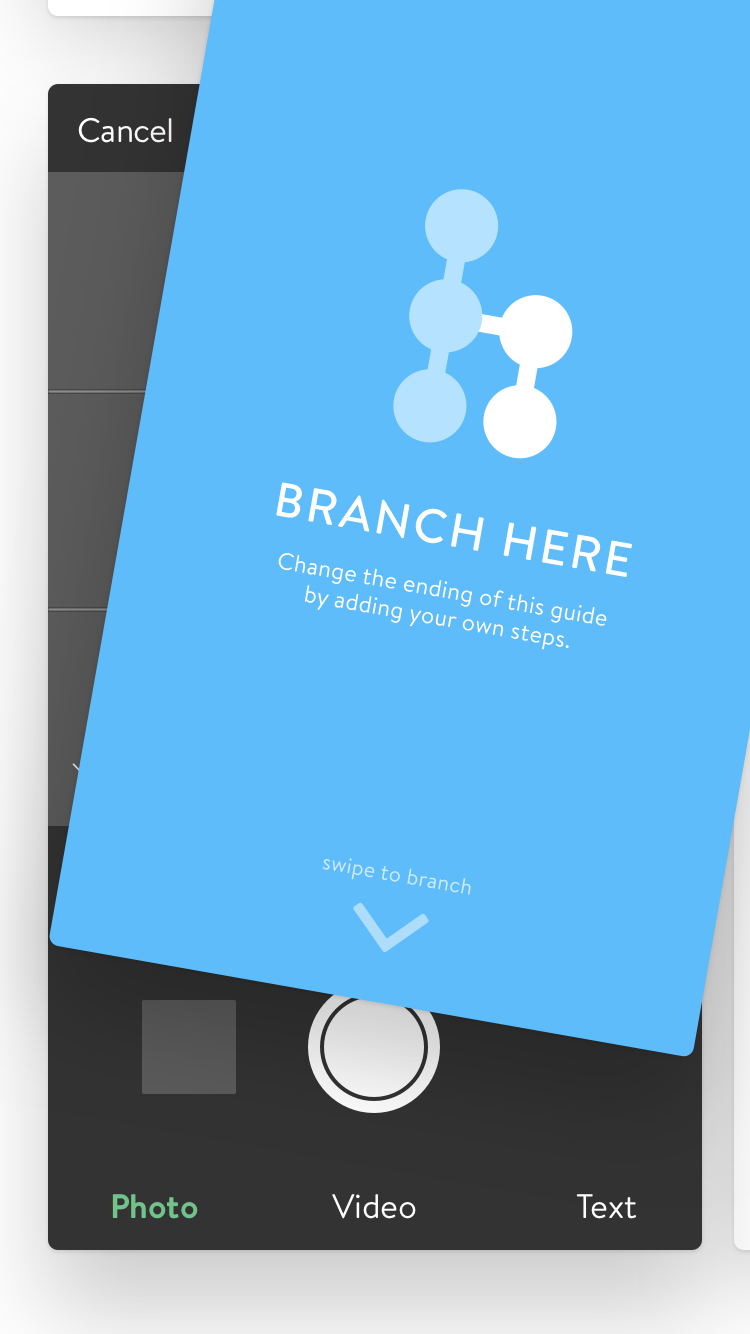 Cancel
BRANCH HERE
Change the ending of this guide
by adding your own steps.
swipe to branch
Photo
Video
Text